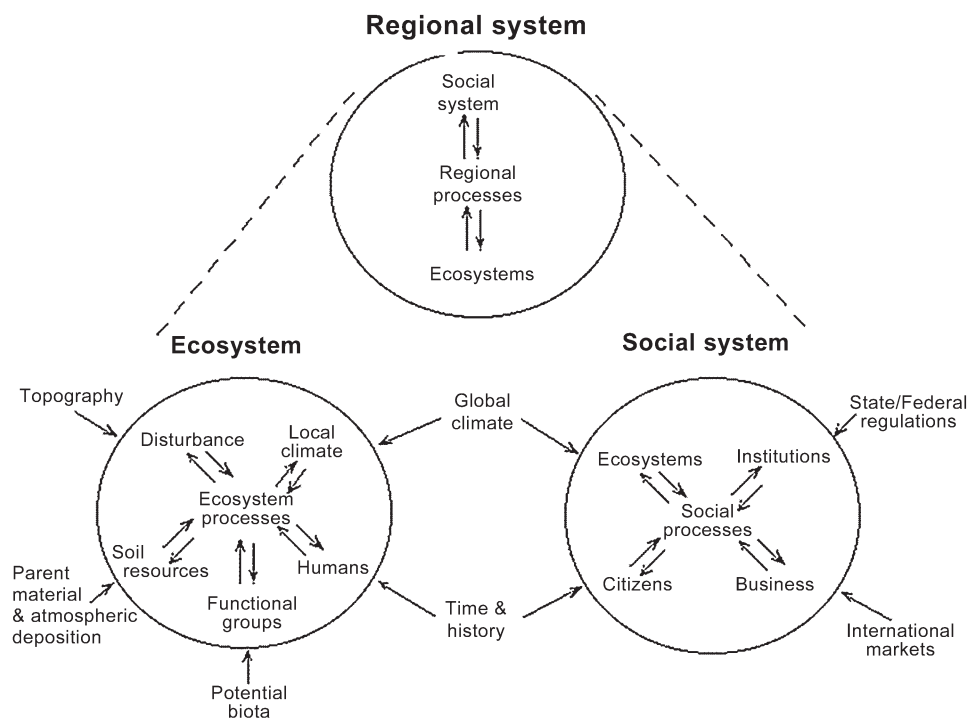 Regional system
Social
system
Regional
processes
Ecosystems
Ecosystem
Social system
Topography
Disturbance
Local
climate
Ecosystem
processes
Soil
resources
Humans
Functional
groups
Parent
material
& atmospheric
deposition
Potential
biota
Global
climate
Time &
history
State/Federal
regulations
Ecosystems
Institutions
Social
processes
Citizens
Business
International
markets